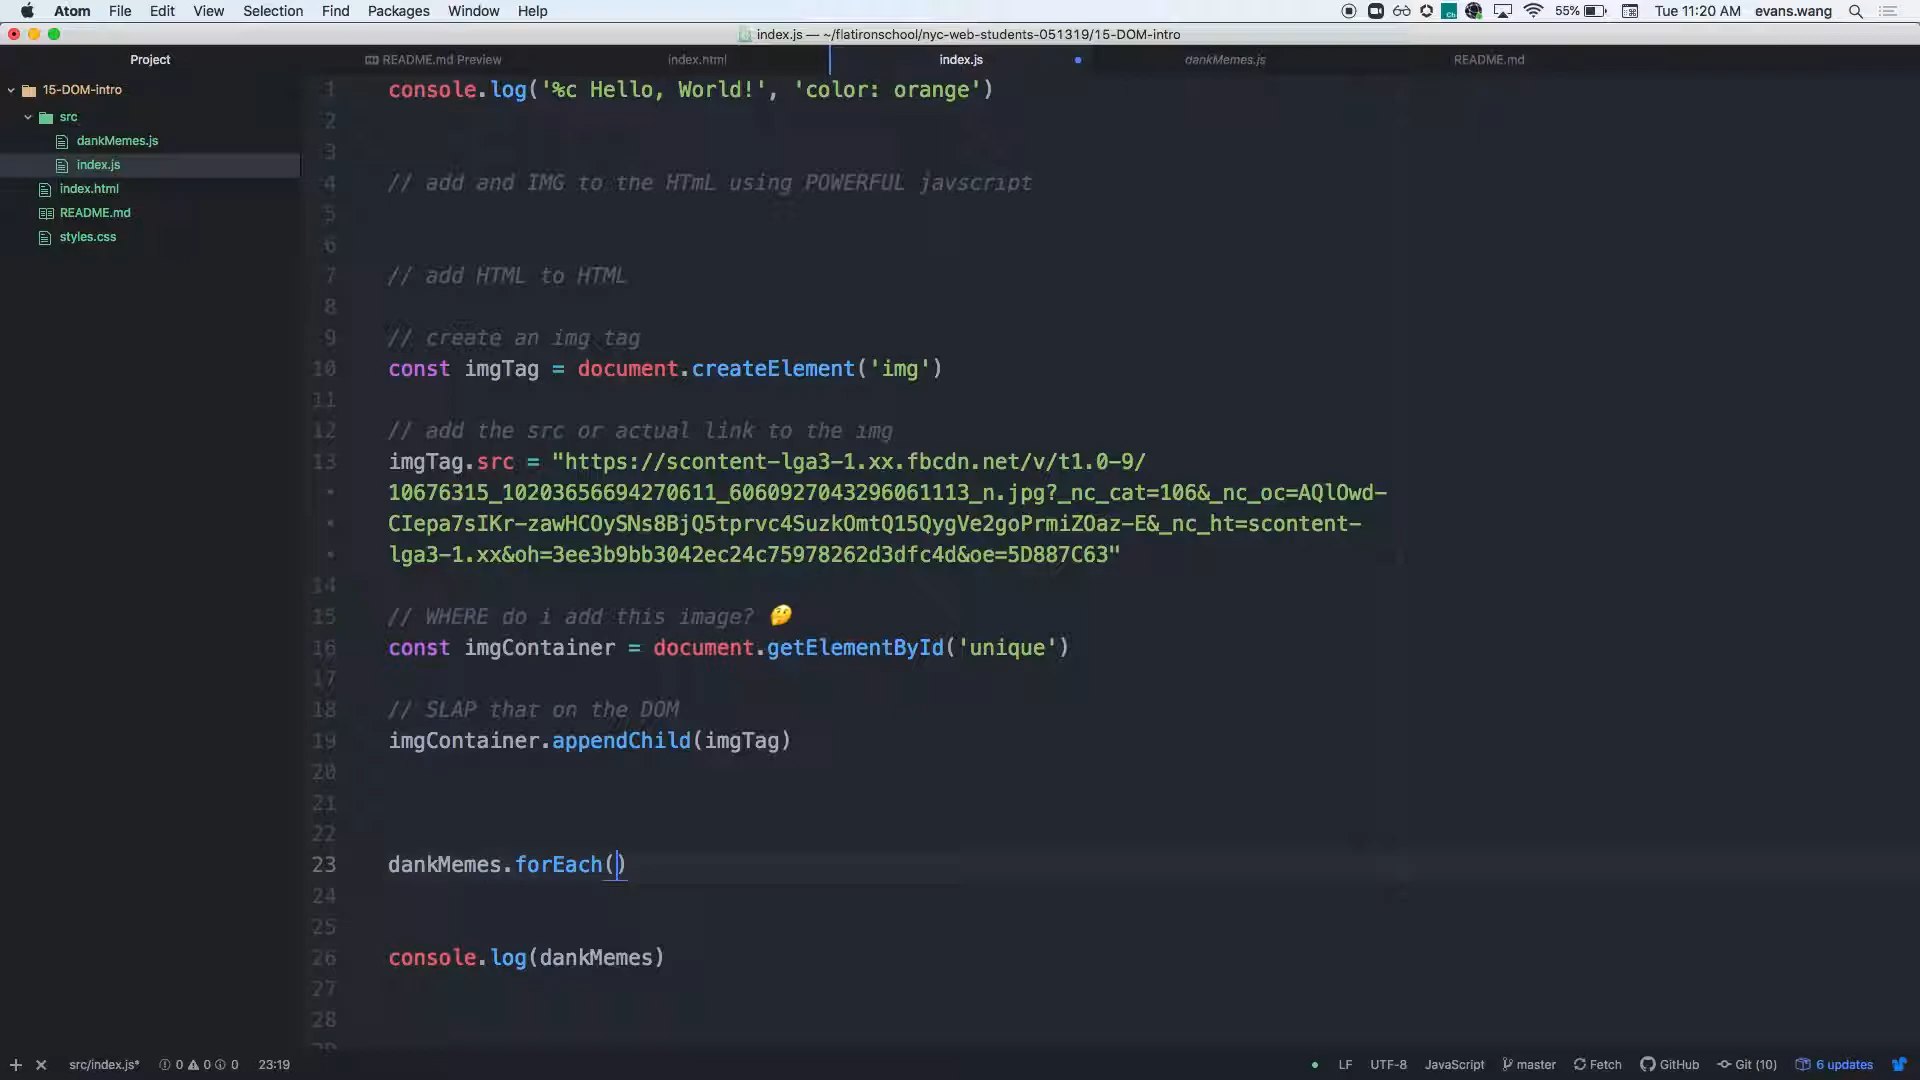 Atom File Edit View Selection Find Packages Window Help 55% Tue 11:20 AM evans.wang
index.js — ~/flatironschool/nyc-web-students-051319/15-DOM-intro
Project README.md Preview index.html index.js dankMemes.js README.md
15-DOM-intro
src
dankMemes.js
index.js
index.html
README.md
styles.css
1 console.log('%c Hello, World!', 'color: orange')
2
3
4 // add and IMG to the HTmL using POWERFUL javscript
5
6
7 // add HTML to HTML
8
9 // create an img tag
10 const imgTag = document.createElement('img')
11
12 // add the src or actual link to the img
13 imgTag.src = "https://scontent-lga3-1.xx.fbcdn.net/v/t1.0-9/
• 10676315_10203656694270611_6060927043296061113_n.jpg?_nc_cat=106&_nc_oc=AQlOwd-
• CIepa7sIKr-zawHCOySNs8BjQ5tprvc4SuzkOmtQ15QygVe2goPrmiZOaz-E&_nc_ht=scontent-
• lga3-1.xx&oh=3ee3b9bb3042ec24c75978262d3dfc4d&oe=5D887C63"
14
15 // WHERE do i add this image? 🤔
16 const imgContainer = document.getElementById('unique')
17
18 // SLAP that on the DOM
19 imgContainer.appendChild(imgTag)
20
21
22
23 dankMemes.forEach()
24
25
26 console.log(dankMemes)
27
28
29
src/index.js* 0 0 0 23:19 LF UTF-8 JavaScript master Fetch GitHub Git (10) 6 updates